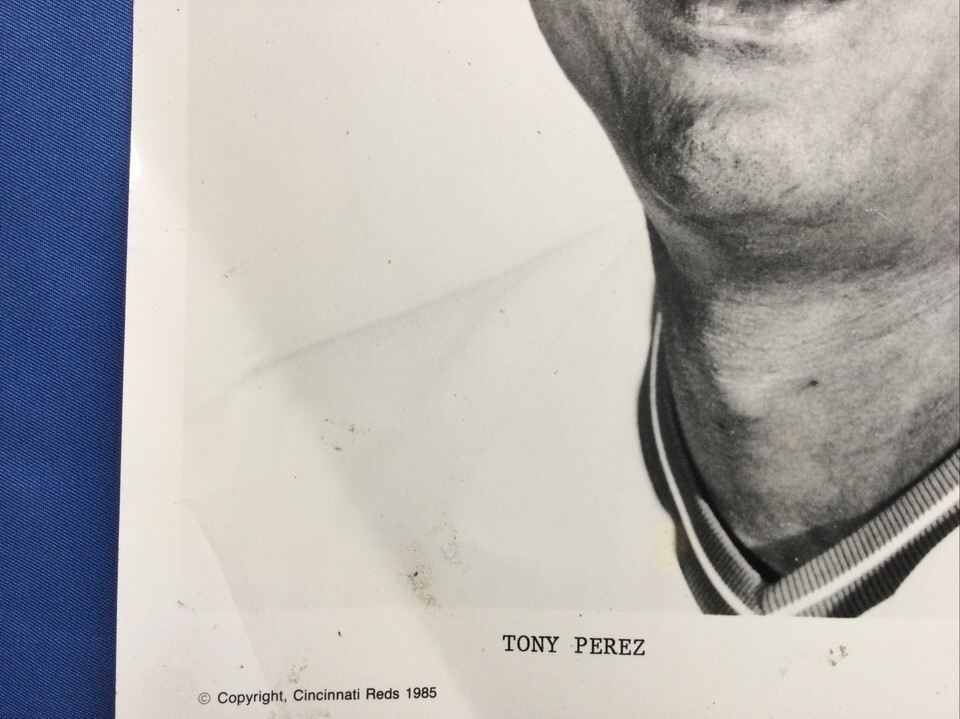 TONY PEREZ
© Copyright, Cincinnati Reds 1985